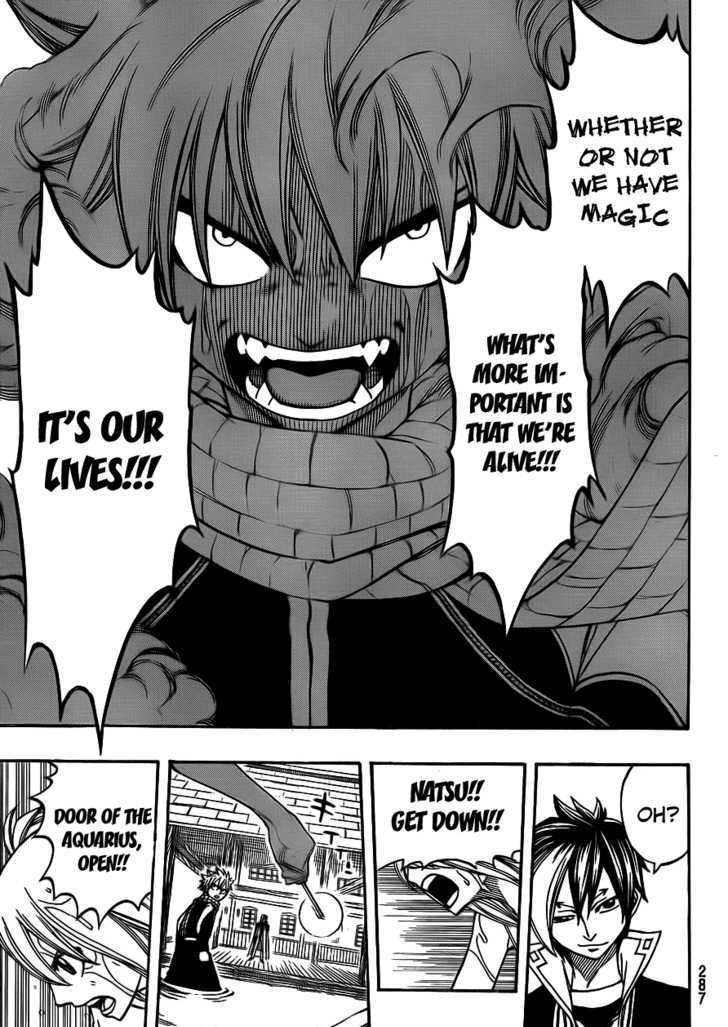 WHETHER
OR NOT
WE HAVE
MAGIC
WHAT'S
MORE IM-
PORTANT IS
THAT WE'RE
ALIVE!!!
IT'S OUR
LIVES!!!
OH?
NATSU!!
GET DOWN!!
DOOR OF THE
AQUARIUS,
OPEN!!
287